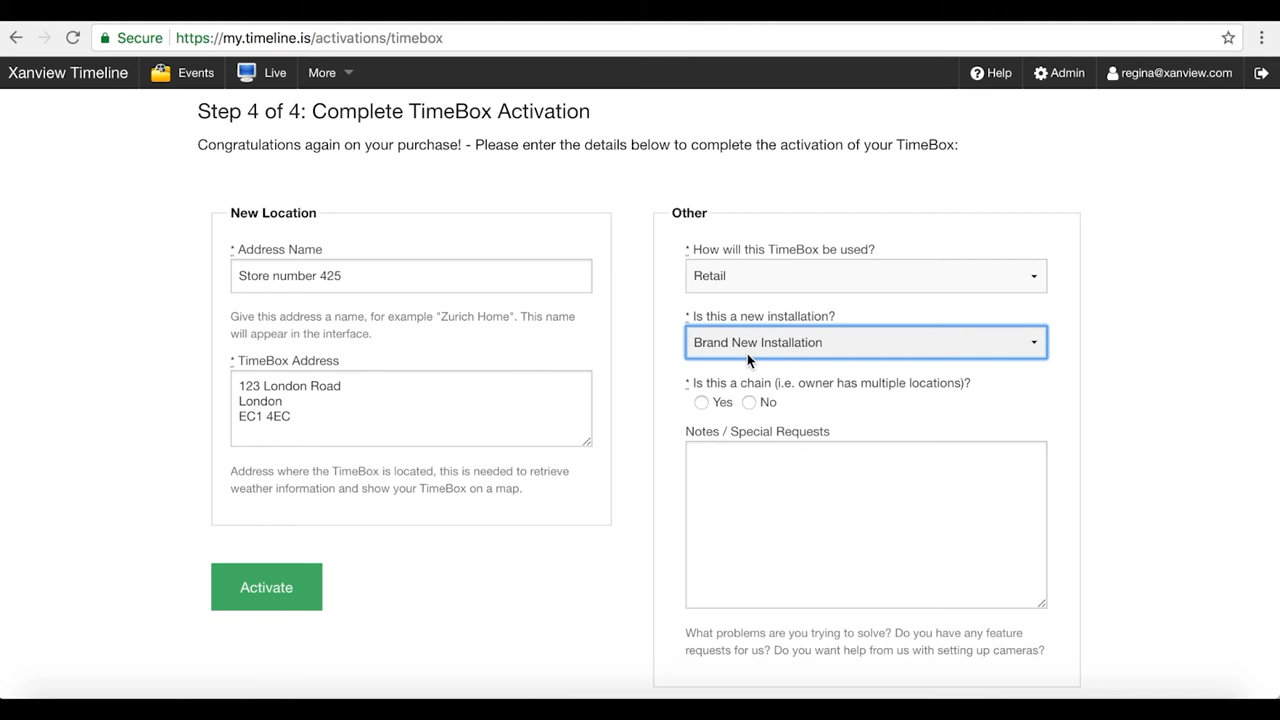 Secure https://my.timeline.is/activations/timebox
Xanview Timeline Events Live More Help Admin regina@xanview.com
Step 4 of 4: Complete TimeBox Activation
Congratulations again on your purchase! - Please enter the details below to complete the activation of your TimeBox:
New Location
* Address Name
Store number 425
Give this address a name, for example "Zurich Home". This name
will appear in the interface.
* TimeBox Address
123 London Road
London
EC1 4EC
Address where the TimeBox is located, this is needed to retrieve
weather information and show your TimeBox on a map.
Activate
Other
* How will this TimeBox be used?
Retail
* Is this a new installation?
Brand New Installation
* Is this a chain (i.e. owner has multiple locations)?
Yes No
Notes / Special Requests
What problems are you trying to solve? Do you have any feature
requests for us? Do you want help from us with setting up cameras?